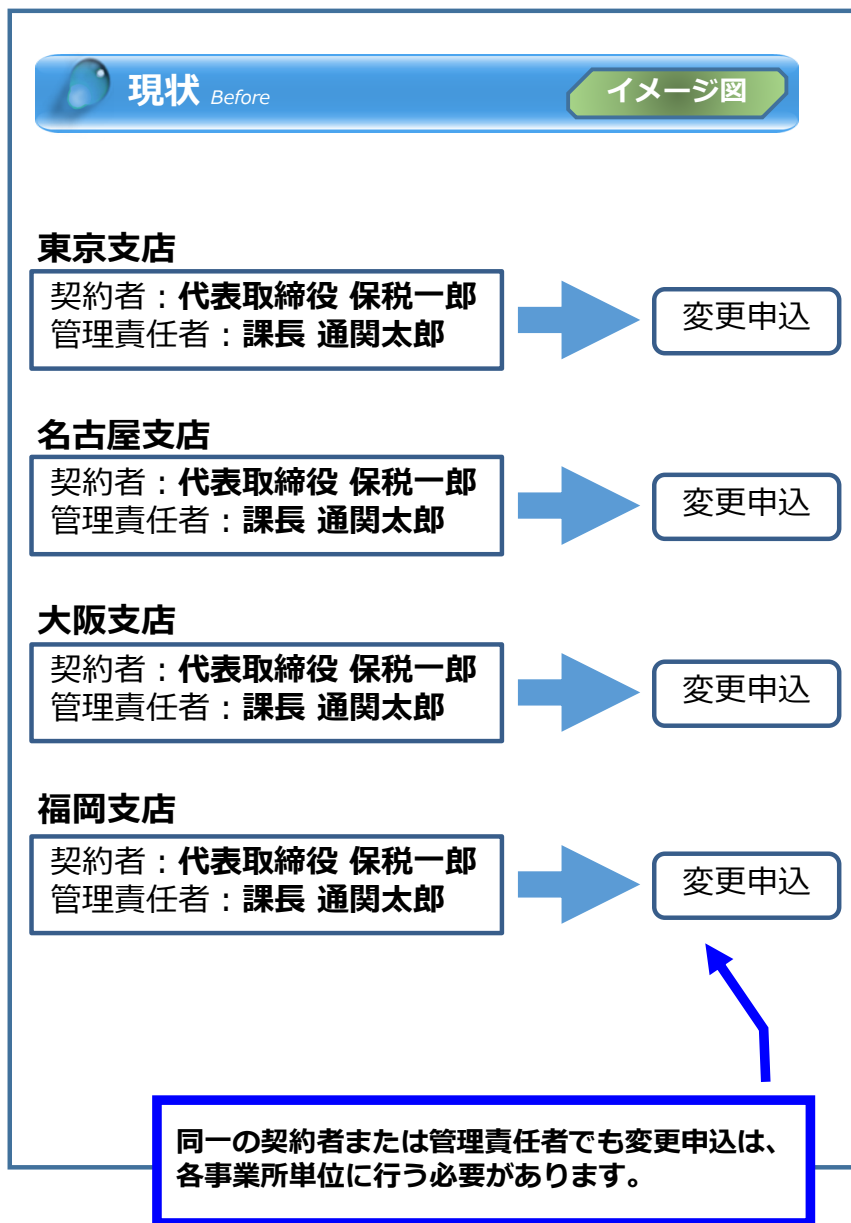 現状 Before
イメージ図
東京支店
契約者：代表取締役 保税一郎
管理責任者：課長 通関太郎
変更申込
名古屋支店
契約者：代表取締役 保税一郎
管理責任者：課長 通関太郎
変更申込
大阪支店
契約者：代表取締役 保税一郎
管理責任者：課長 通関太郎
変更申込
福岡支店
契約者：代表取締役 保税一郎
管理責任者：課長 通関太郎
変更申込
同一の契約者または管理責任者でも変更申込は、
各事業所単位に行う必要があります。